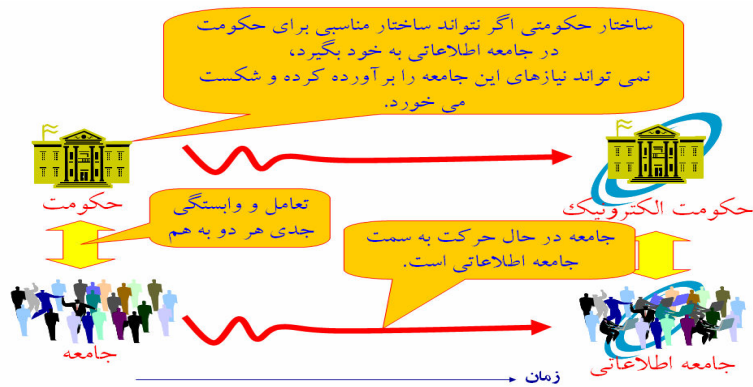 ساختار حکومتی اگر نتواند ساختار مناسبی برای حکومت
در جامعه اطلاعاتی به خود بگیرد،
نمی تواند نیازهای این جامعه را برآورده کرده و شکست
می خورد.
حکومت
حکومت الکترونیک
تعامل و وابستگی
جدی هر دو به هم
جامعه در حال حرکت به سمت
جامعه اطلاعاتی است.
جامعه
جامعه اطلاعاتی
زمان